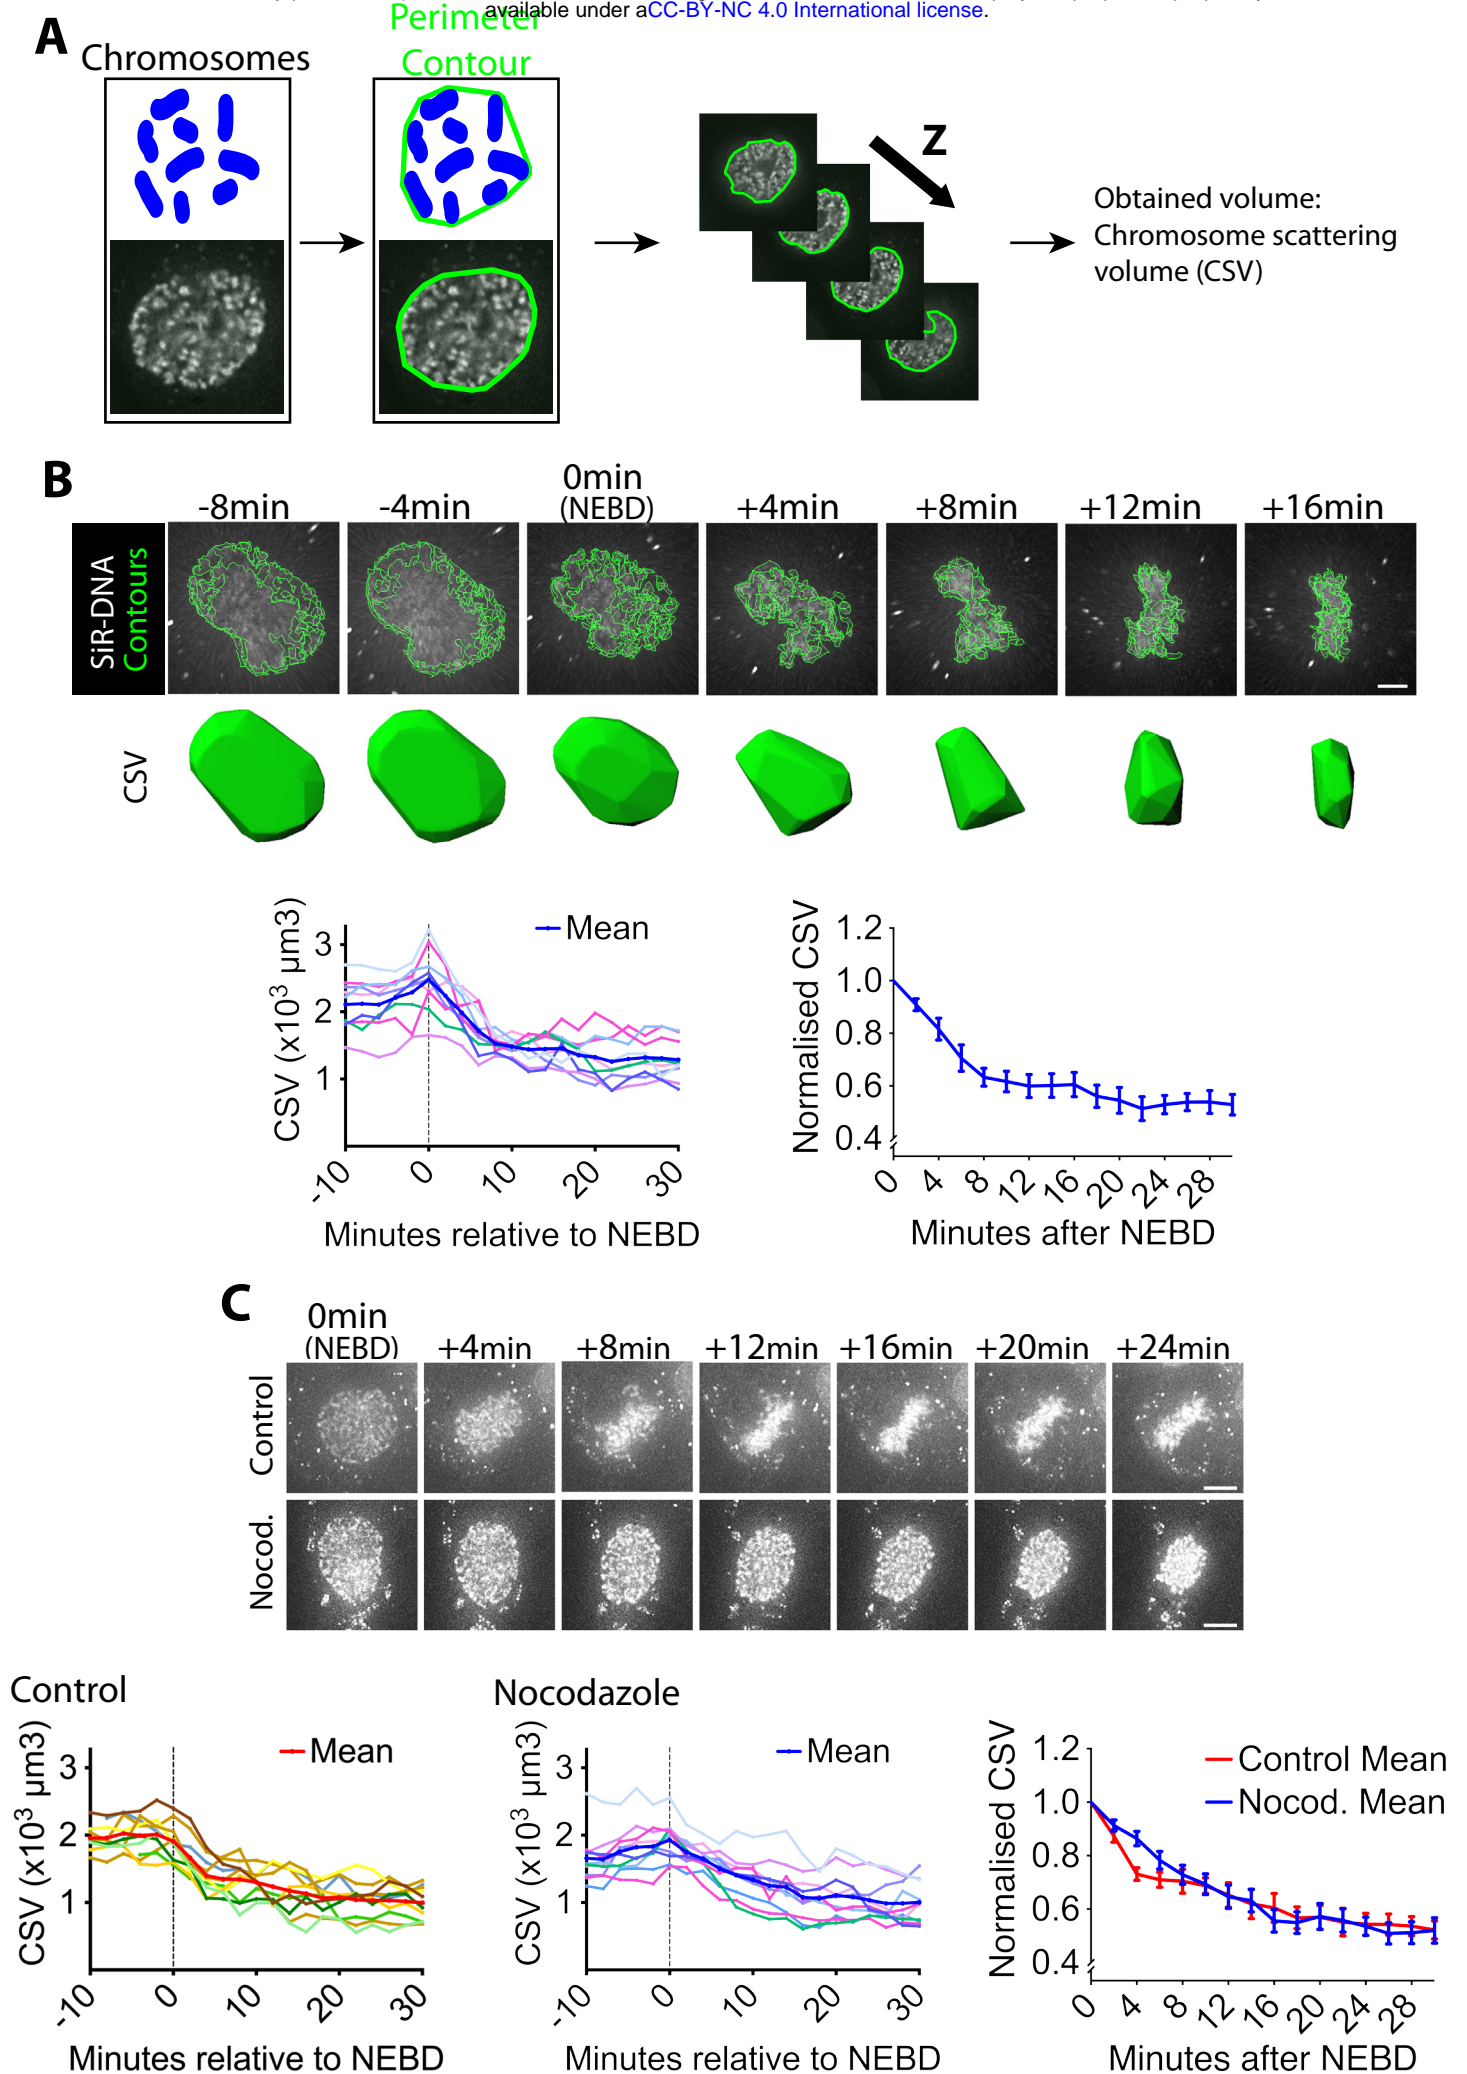 available under aCC-BY-NC 4.0 International license.
A
Chromosomes
Perimeter
Contour
Z
Obtained volume:
Chromosome scattering
volume (CSV)
B
-8min
-4min
0min
(NEBD)
+4min
+8min
+12min
+16min
SiR-DNA
Contours
CSV
CSV (x10³ µm3)
3
2
1
Mean
-10
0
10
20
30
Minutes relative to NEBD
Normalised CSV
1.2
1.0
0.8
0.6
0.4
0
4
8
12
16
20
24
28
Minutes after NEBD
C
0min
(NEBD)
+4min
+8min
+12min
+16min
+20min
+24min
Control
Nocod.
Control
CSV (x10³ µm3)
3
2
1
Mean
-10
0
10
20
30
Minutes relative to NEBD
Nocodazole
CSV (x10³ µm3)
3
2
1
Mean
-10
0
10
20
30
Minutes relative to NEBD
Normalised CSV
1.2
1.0
0.8
0.6
0.4
Control Mean
Nocod. Mean
0
4
8
12
16
20
24
28
Minutes after NEBD